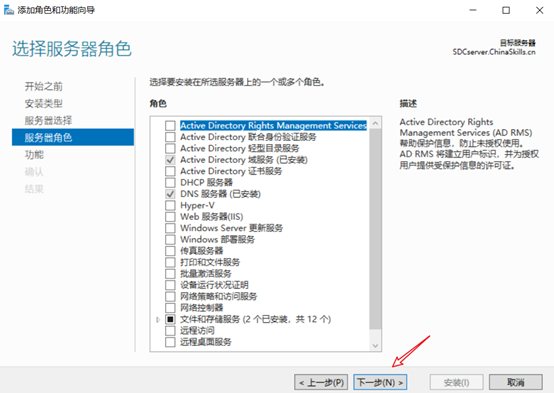 添加角色和功能向导
选择服务器角色
目标服务器
SDCserver.ChinaSkills.cn
开始之前
安装类型
服务器选择
服务器角色
功能
确认
结果
选择要安装在所选服务器上的一个或多个角色。
角色
Active Directory Rights Management Services
Active Directory 联合身份验证服务
Active Directory 轻型目录服务
Active Directory 域服务 (已安装)
Active Directory 证书服务
DHCP 服务器
DNS 服务器 (已安装)
Hyper-V
Web 服务器(IIS)
Windows Server 更新服务
Windows 部署服务
传真服务器
打印和文件服务
批量激活服务
设备运行状况证明
网络策略和访问服务
网络控制器
文件和存储服务 (2 个已安装，共 12 个)
远程访问
远程桌面服务
描述
Active Directory Rights
Management Services (AD RMS)
帮助保护信息，防止未授权使用。
AD RMS 将建立用户标识，并为授权
用户提供受保护信息的许可证。
< 上一步(P)
下一步(N) >
安装(I)
取消